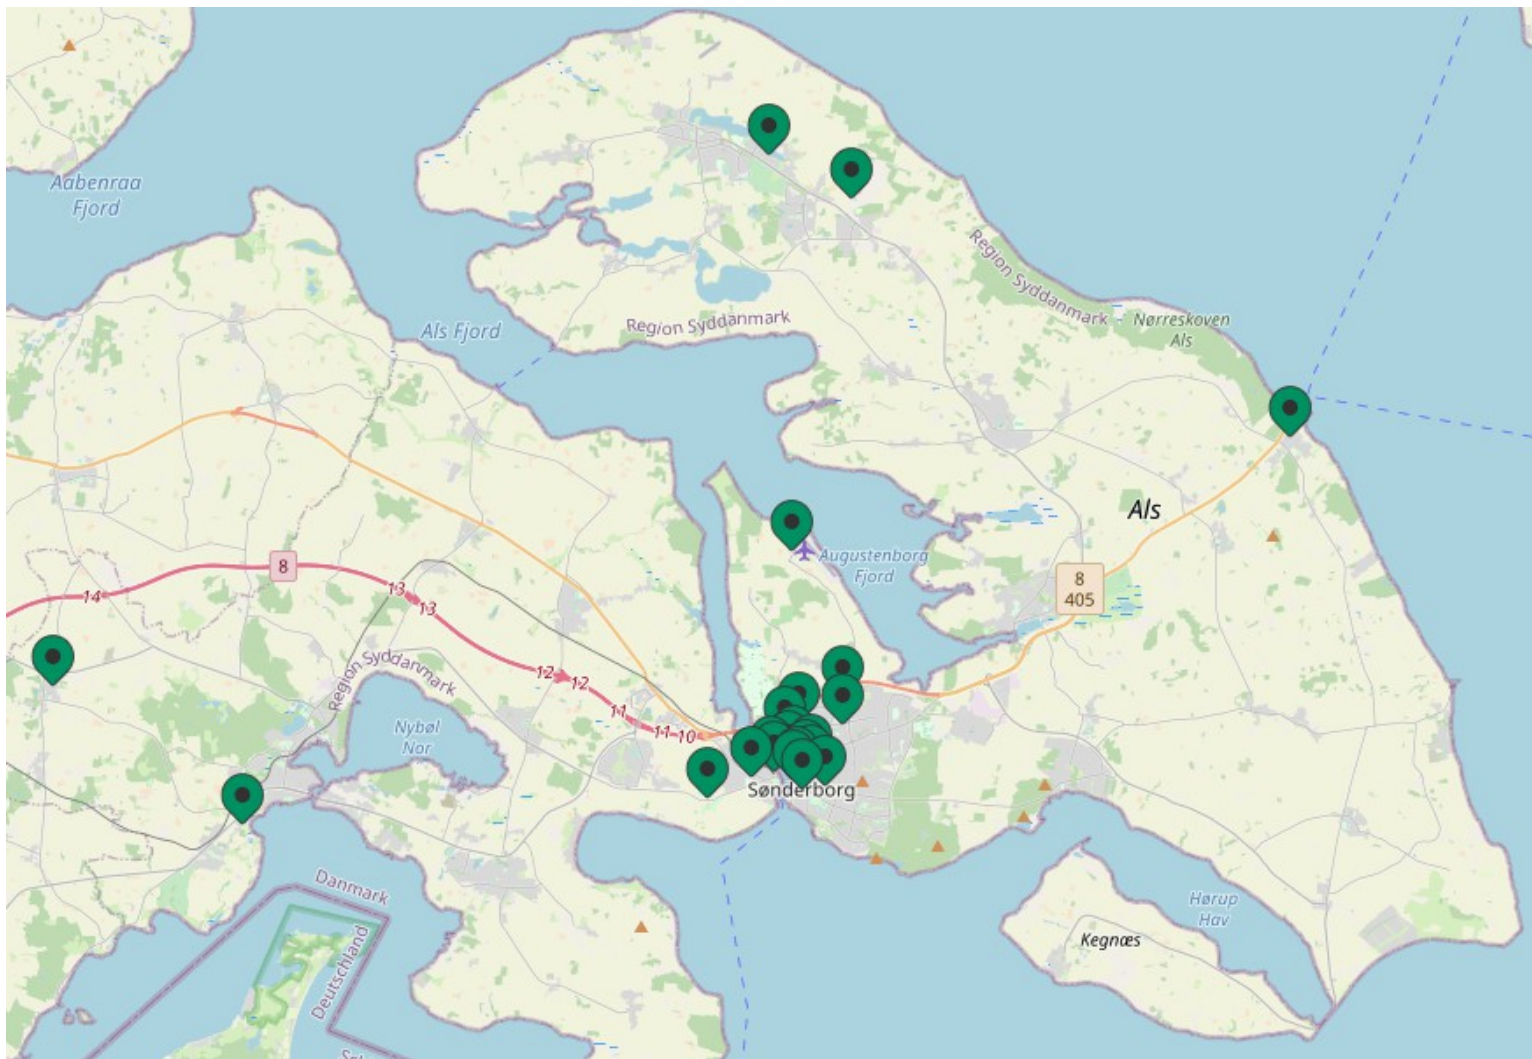 Aabenraa
Fjord
Als Fjord
Region Syddanmark
Region Syddanmark
Nørreskoven
Als
Als
Augustenborg
Fjord
8
8
405
14
13
13
12
12
11
11
10
Region Syddanmark
Nybøl
Nor
Sønderborg
Danmark
Deutschland
Hørup
Hav
Kegnæs